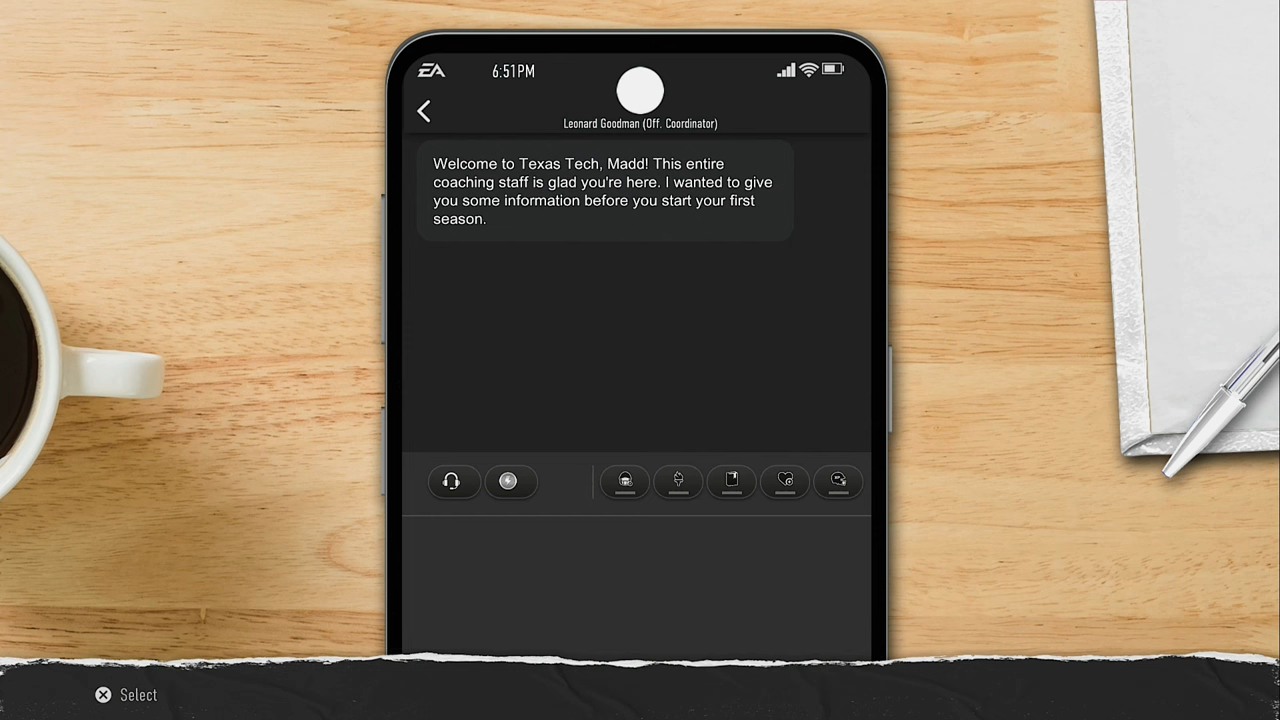 EA
6:51PM
Leonard Goodman (Off. Coordinator)
Welcome to Texas Tech, Madd! This entire
coaching staff is glad you're here. I wanted to give
you some information before you start your first
season.
Select